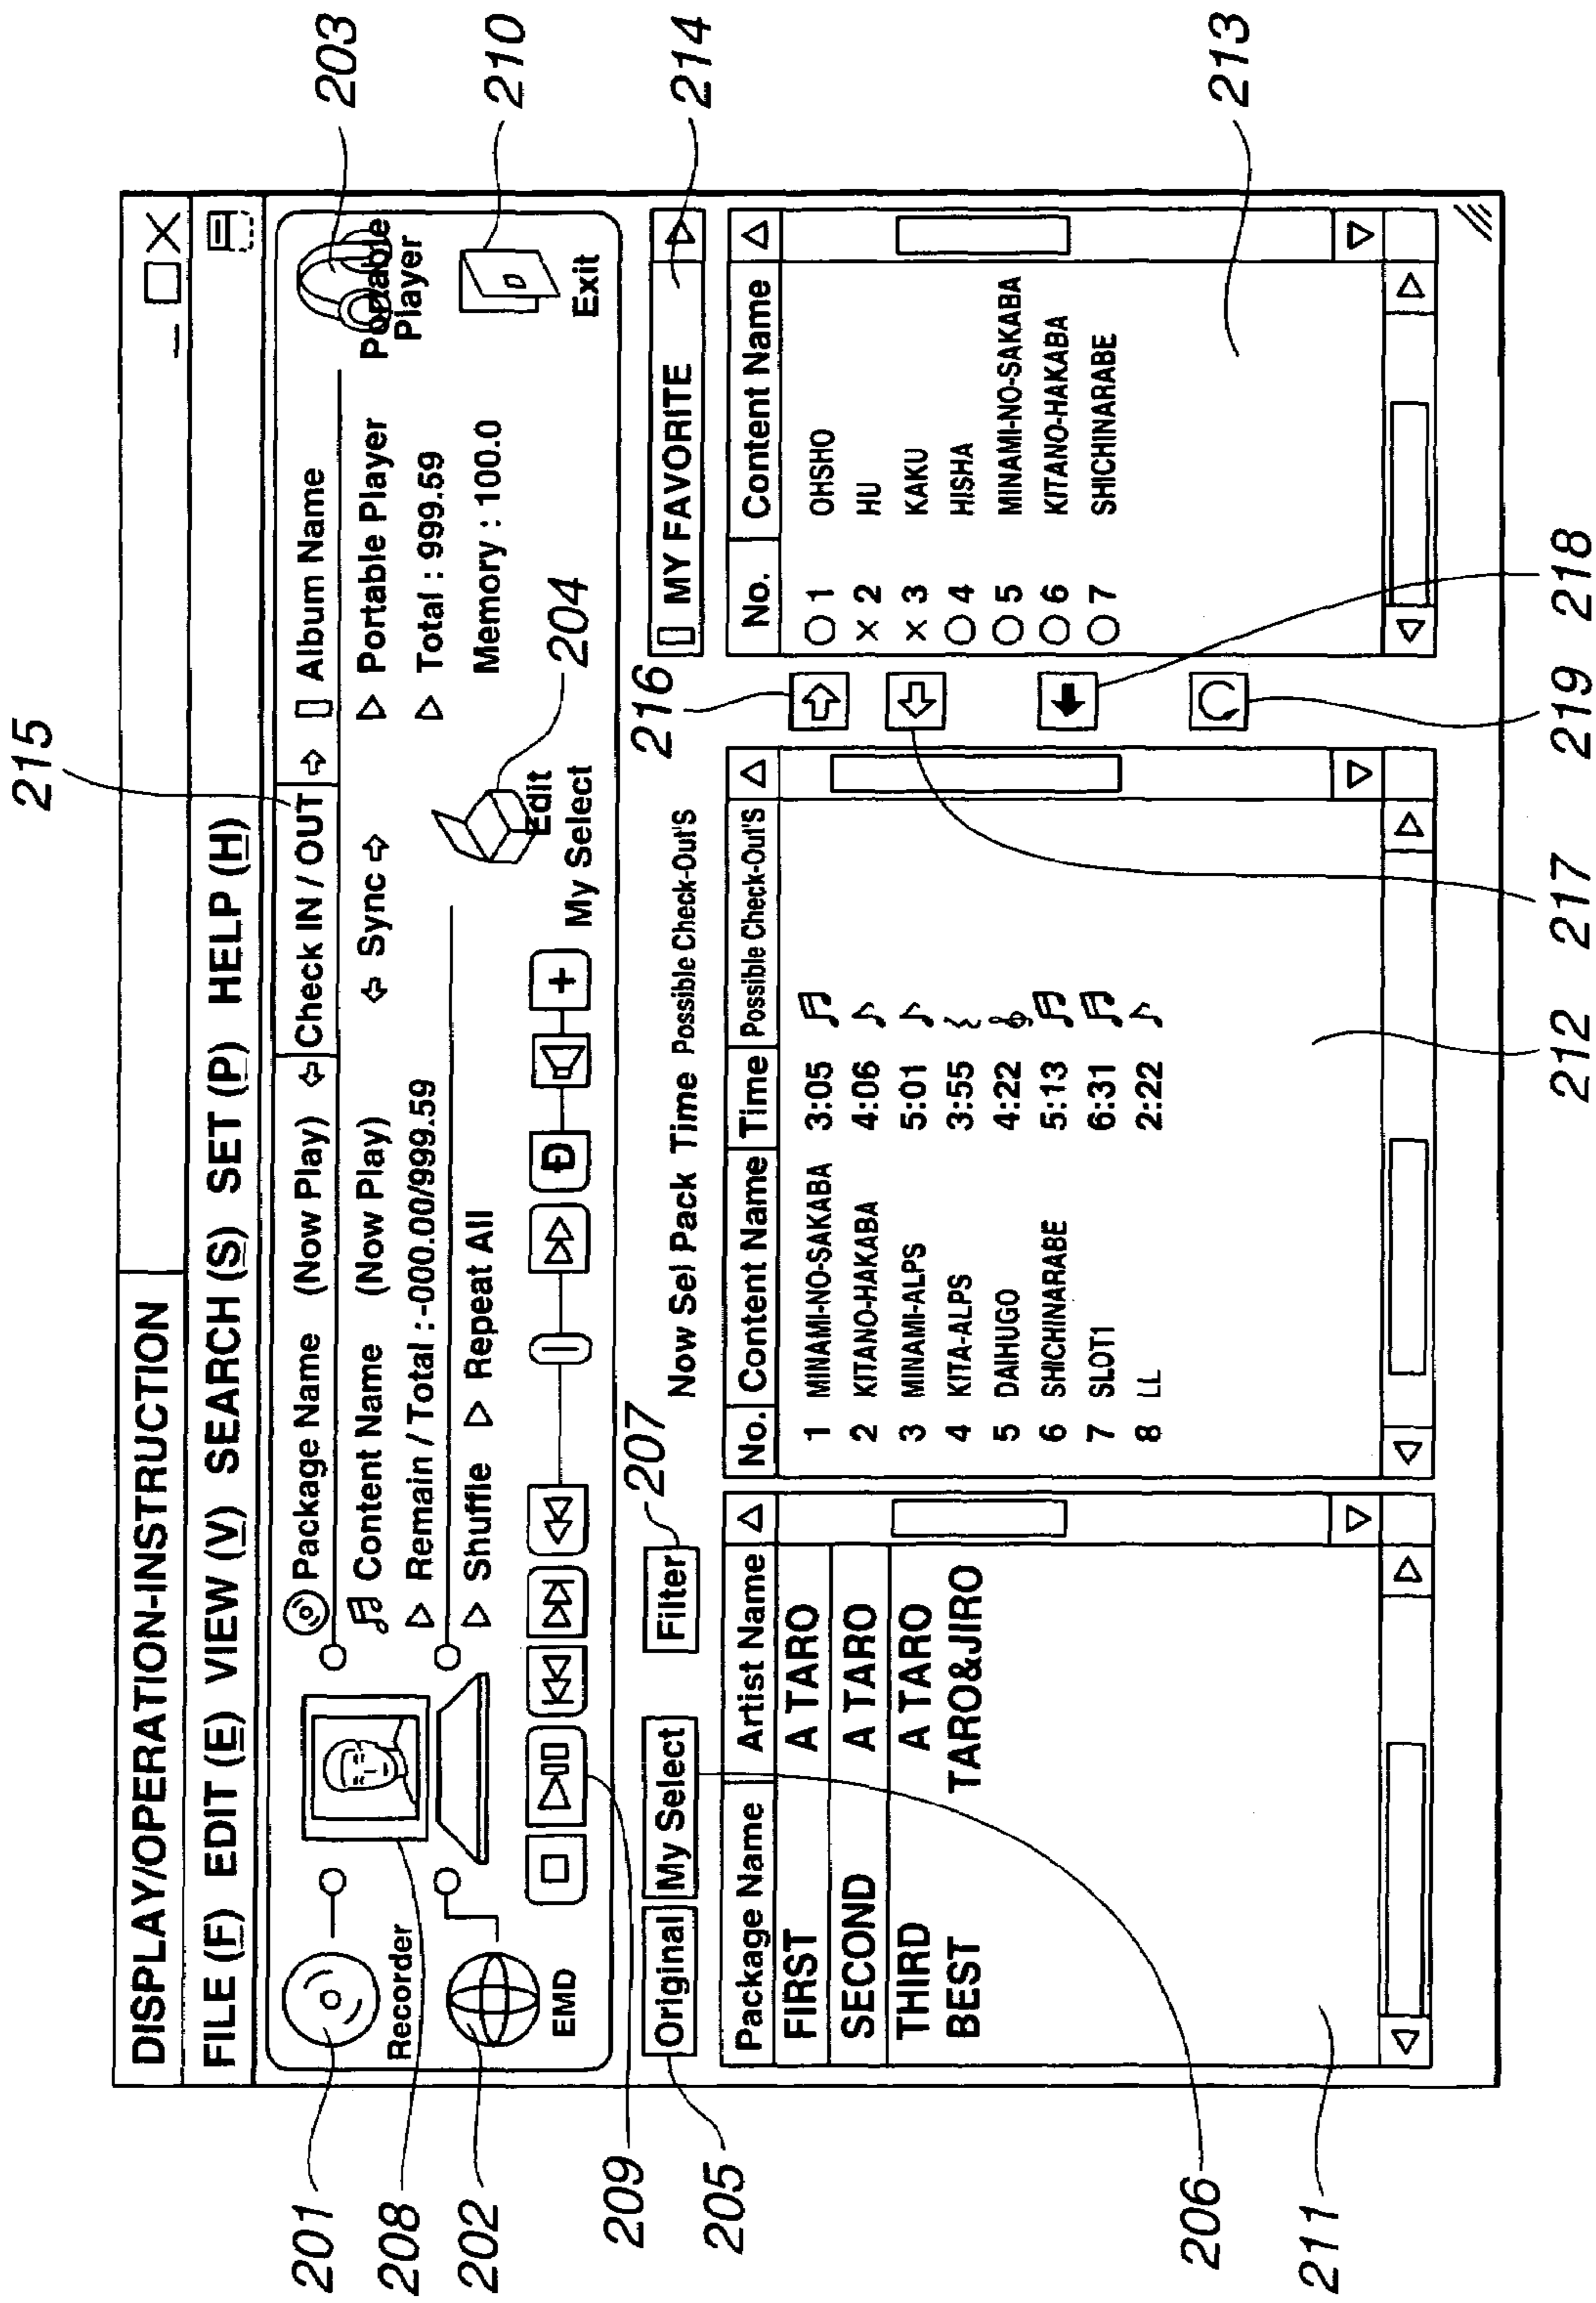 215
203
210
214
213
DISPLAY/OPERATION-INSTRUCTION
FILE (F) EDIT (E) VIEW (V) SEARCH (S) SET (P) HELP (H)
Package Name (Now Play) Check IN / OUT Album Name
Content Name (Now Play) Sync Portable Player
Remain / Total : -000.00/999.59 Total : 999.59
Shuffle Repeat All Memory : 100.0
Recorder
EMD
Portable
Player
Edit
My Select
Exit
204
Original My Select Filter
207
Now Sel Pack Time Possible Check-Out'S
216
MY FAVORITE
Package Name Artist Name
FIRST A TARO
SECOND A TARO
THIRD A TARO
BEST TARO&JIRO
No. Content Name Time Possible Check-Out'S
1 MINAMI-NO-SAKABA 3:05
2 KITANO-HAKABA 4:06
3 MINAMI-ALPS 5:01
4 KITA-ALPS 3:55
5 DAIHUGO 4:22
6 SHICHINARABE 5:13
7 SLOT1 6:31
8 LL 2:22
No. Content Name
○ 1 OHSHO
× 2 HU
× 3 KAKU
○ 4 HISHA
○ 5 MINAMI-NO-SAKABA
○ 6 KITANO-HAKABA
○ 7 SHICHINARABE
201
208
202
209
205
206
211
212
217
219
218